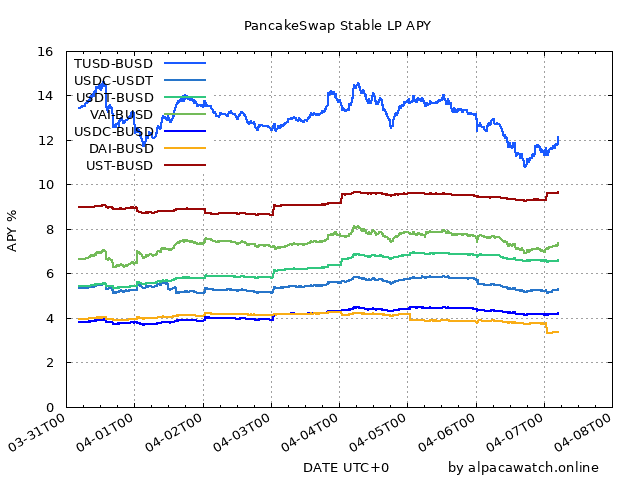 PancakeSwap Stable LP APY
16
14
12
10
8
6
4
2
0
APY %
TUSD-BUSD
USDC-USDT
USDT-BUSD
VAI-BUSD
USDC-BUSD
DAI-BUSD
UST-BUSD
03-31T00
04-01T00
04-02T00
04-03T00
04-04T00
04-05T00
04-06T00
04-07T00
04-08T00
DATE UTC+0
by alpacawatch.online